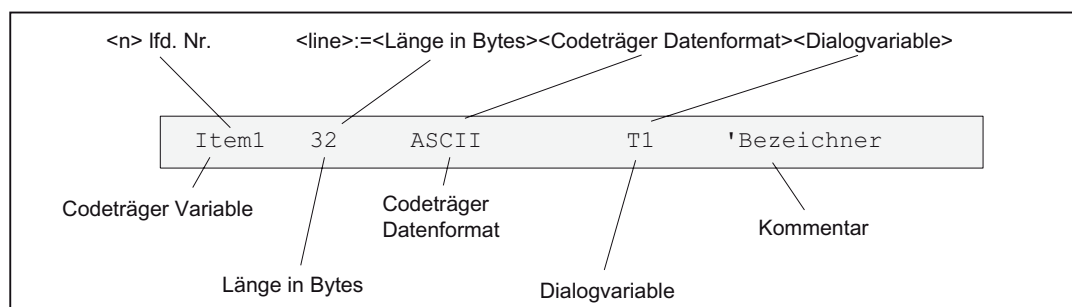 <n> lfd. Nr. <line>:=<Länge in Bytes><Codeträger Datenformat><Dialogvariable>
Item1 32 ASCII T1 'Bezeichner
Codeträger Variable
Codeträger
Datenformat
Kommentar
Länge in Bytes
Dialogvariable